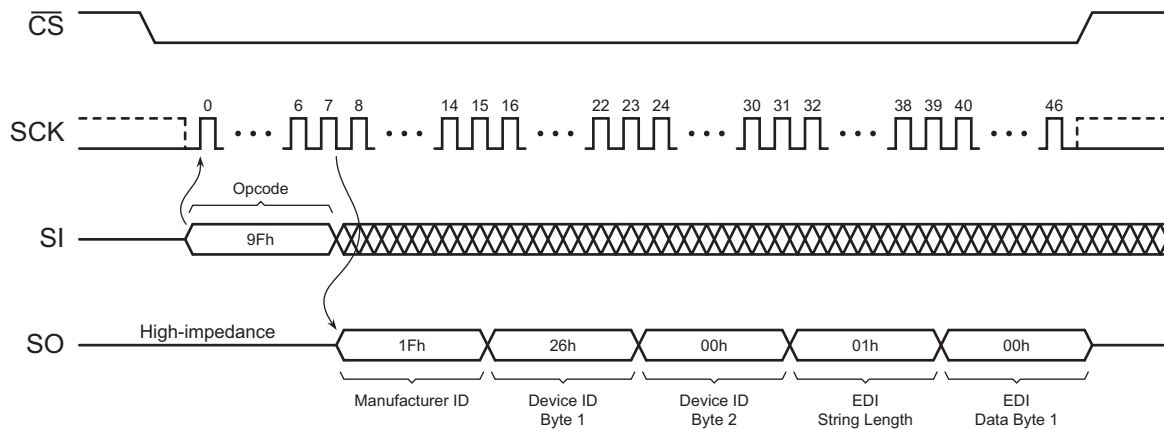 CS
SCK
0 6 7 8 14 15 16 22 23 24 30 31 32 38 39 40 46
Opcode
SI
9Fh
High-impedance
SO
1Fh 26h 00h 01h 00h
Manufacturer ID
Device ID
Byte 1
Device ID
Byte 2
EDI
String Length
EDI
Data Byte 1